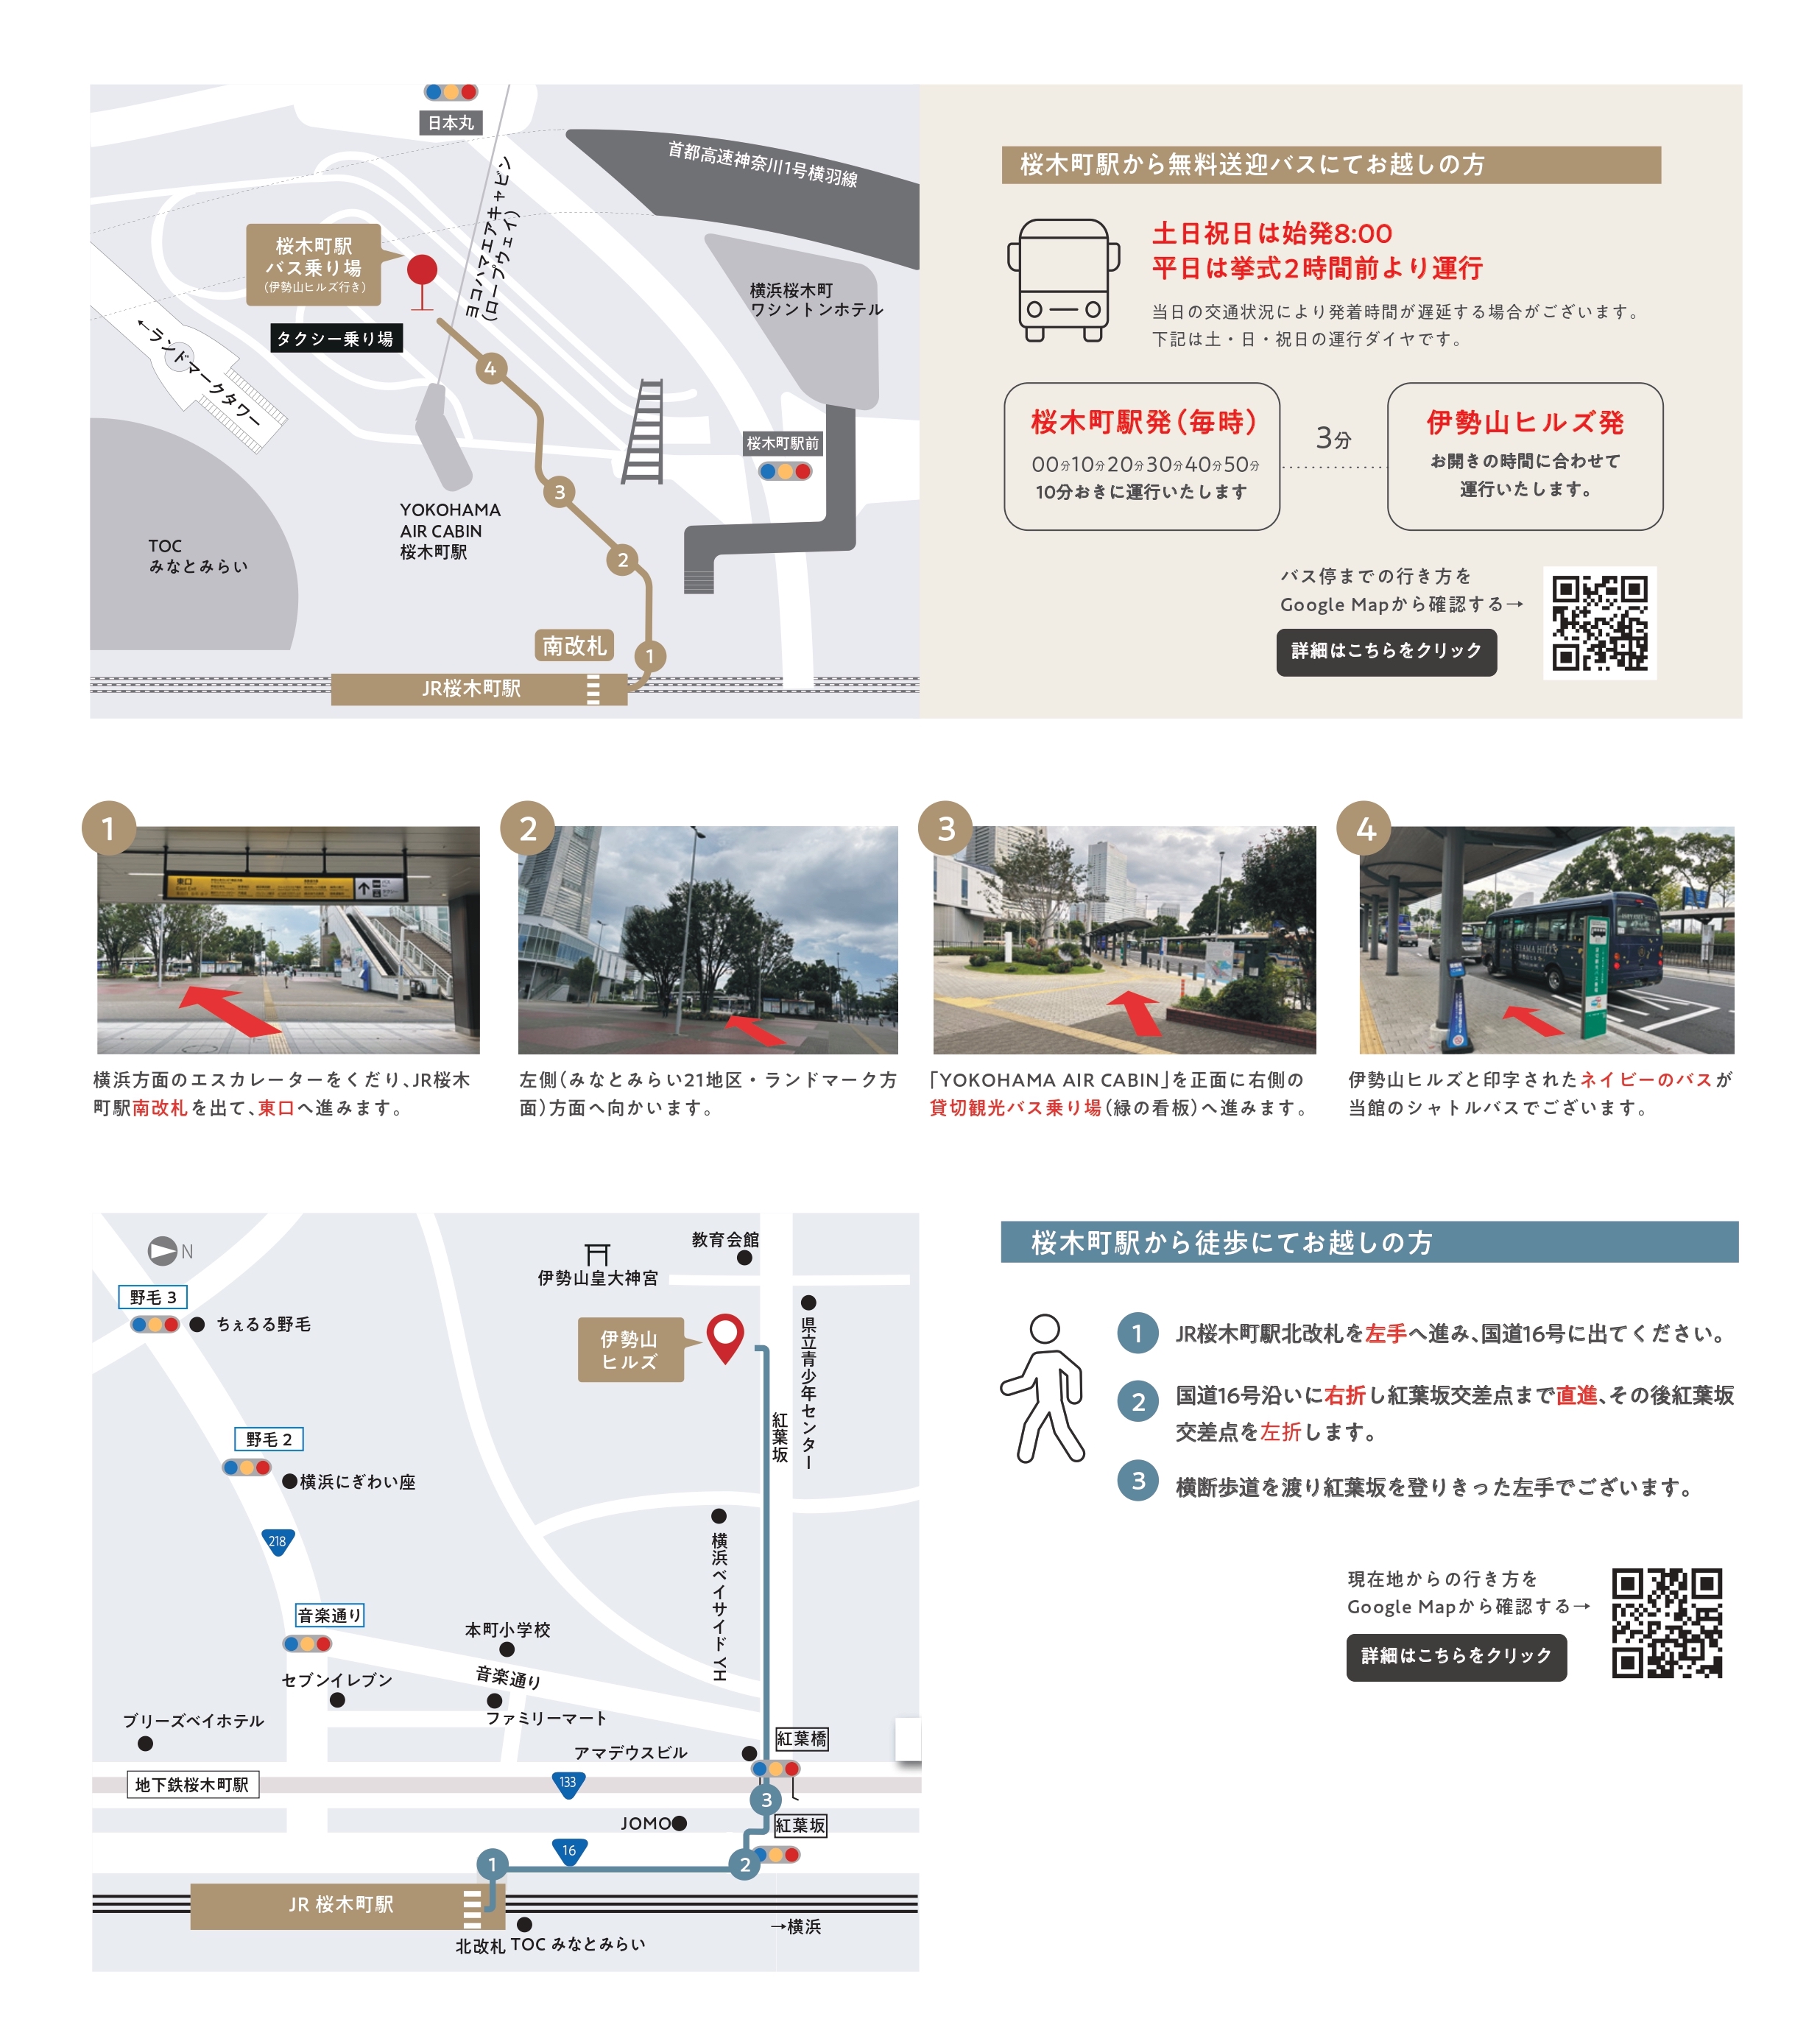 日本丸
首都高速神奈川1号横羽線
ヨコハマエアキャビン
(ロープウェイ)
桜木町駅
バス乗り場
(伊勢山ヒルズ行き)
タクシー乗り場
←ランドマークタワー
横浜桜木町
ワシントンホテル
桜木町駅前
4
3
2
1
YOKOHAMA
AIR CABIN
桜木町駅
TOC
みなとみらい
南改札
JR桜木町駅
桜木町駅から無料送迎バスにてお越しの方
土日祝日は始発8:00
平日は挙式2時間前より運行
当日の交通状況により発着時間が遅延する場合がございます。
下記は土・日・祝日の運行ダイヤです。
桜木町駅発(毎時)
00分10分20分30分40分50分
10分おきに運行いたします
3分
伊勢山ヒルズ発
お開きの時間に合わせて
運行いたします。
バス停までの行き方を
Google Mapから確認する→
詳細はこちらをクリック
1
東口
East Exit
横浜方面のエスカレーターをくだり、JR桜木
町駅南改札を出て、東口へ進みます。
2
左側(みなとみらい21地区・ランドマーク方
面)方面へ向かいます。
3
「YOKOHAMA AIR CABIN」を正面に右側の
貸切観光バス乗り場(緑の看板)へ進みます。
4
伊勢山ヒルズと印字されたネイビーのバスが
当館のシャトルバスでございます。
N
野毛 3
ちぇるる野毛
伊勢山皇大神宮
教育会館
伊勢山
ヒルズ
県立青少年センター
紅葉坂
野毛 2
横浜にぎわい座
218
横浜ベイサイド YH
音楽通り
セブンイレブン
本町小学校
音楽通り
ファミリーマート
ブリーズベイホテル
アマデウスビル
紅葉橋
地下鉄桜木町駅
133
3
JOMO
紅葉坂
16
1
2
JR 桜木町駅
→横浜
北改札
TOC みなとみらい
桜木町駅から徒歩にてお越しの方
1 JR桜木町駅北改札を左手へ進み、国道16号に出てください。
2 国道16号沿いに右折し紅葉坂交差点まで直進、その後紅葉坂
交差点を左折します。
3 横断歩道を渡り紅葉坂を登りきった左手でございます。
現在地からの行き方を
Google Mapから確認する→
詳細はこちらをクリック